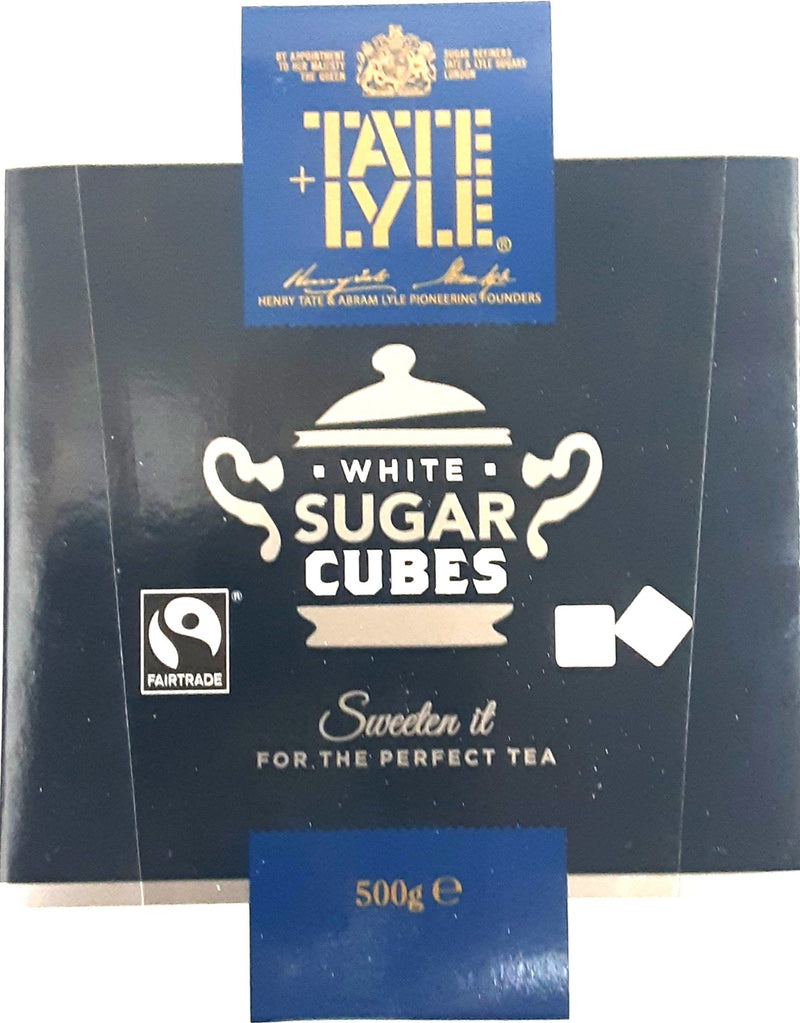 BY APPOINTMENT
TO HER MAJESTY
THE QUEEN
SUGAR REFINERS
TATE & LYLE SUGARS
LONDON
TATE
+
LYLE®
HENRY TATE & ABRAM LYLE PIONEERING FOUNDERS
WHITE
SUGAR
CUBES
FAIRTRADE
®
Sweeten it
FOR THE PERFECT TEA
500g ℮